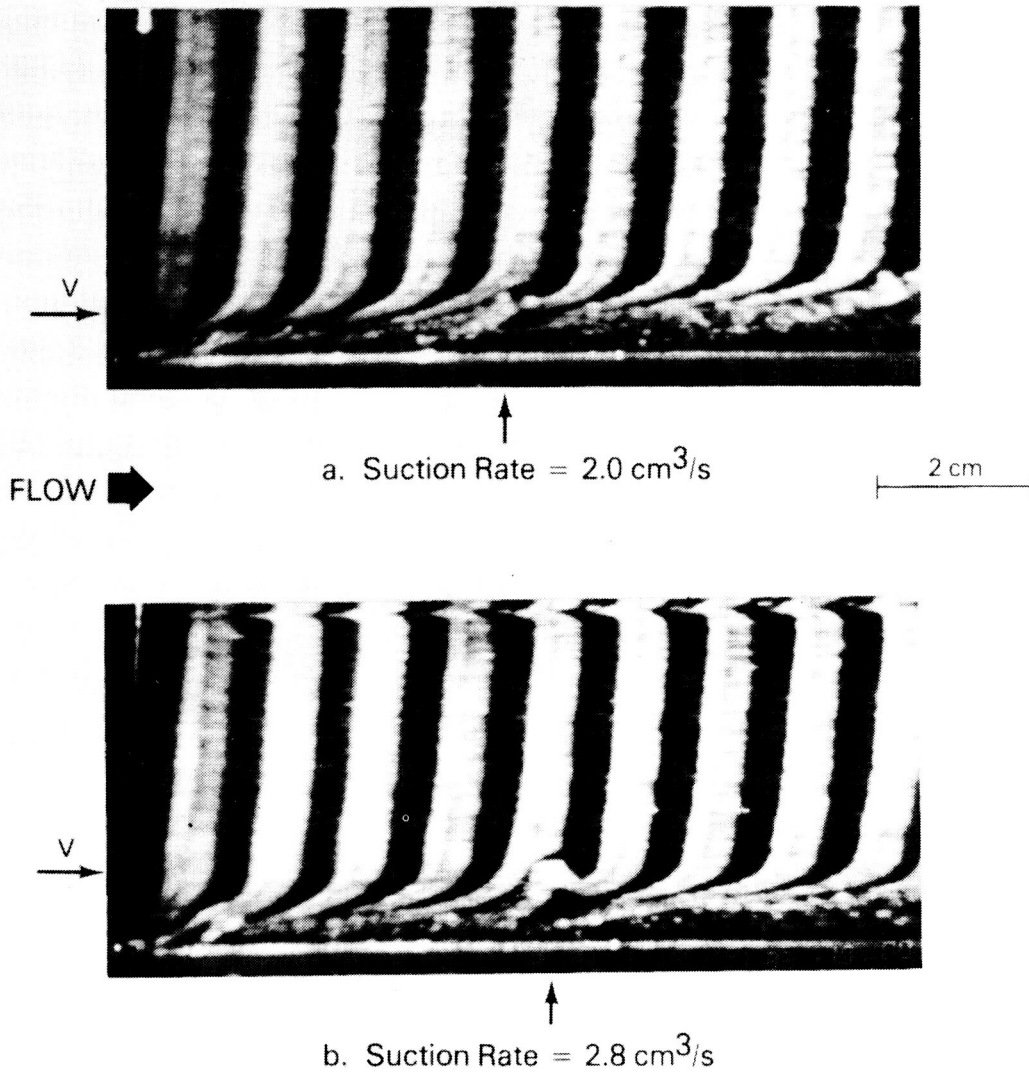 V
a. Suction Rate = 2.0 cm³/s
FLOW
2 cm
V
b. Suction Rate = 2.8 cm³/s